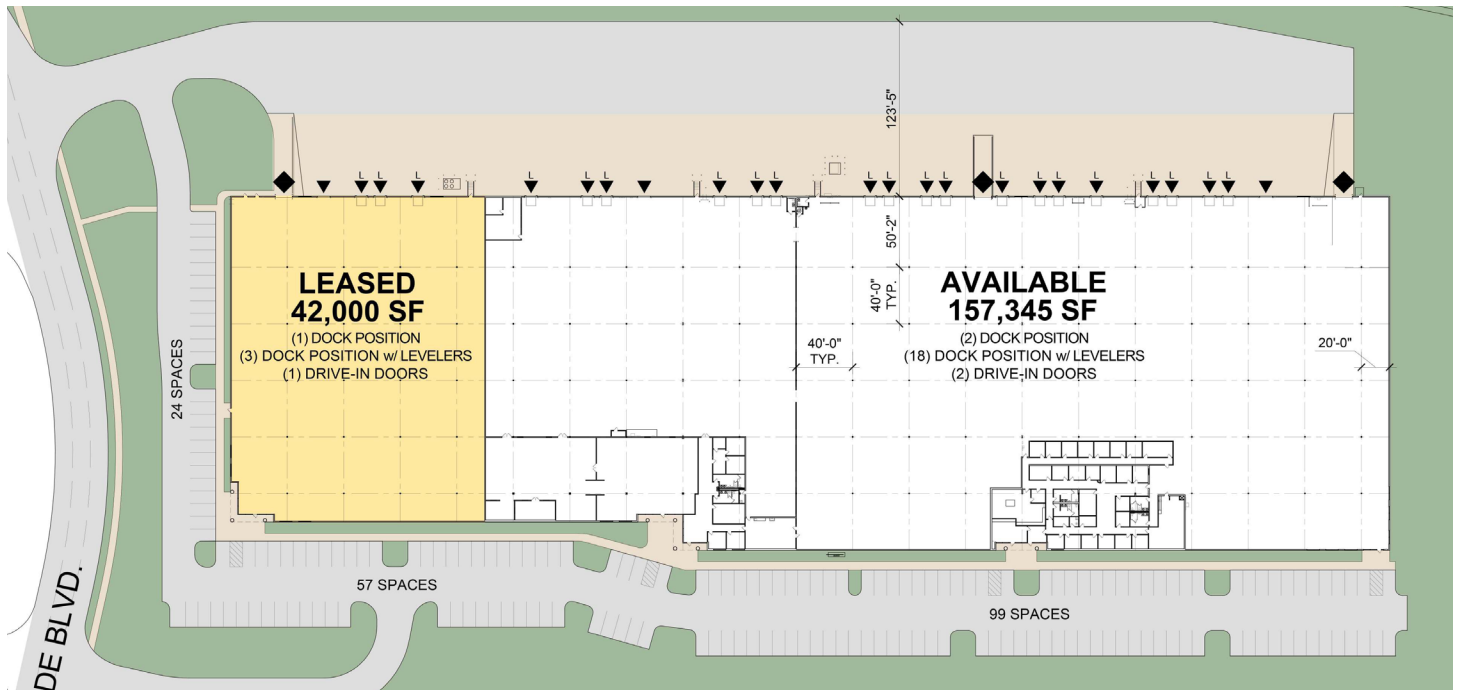 123'-5"
L L L L L L L L L L L L L L L L L L L L L
50'-2"
LEASED
42,000 SF
(1) DOCK POSITION
(3) DOCK POSITION w/ LEVELERS
(1) DRIVE-IN DOORS
40'-0"
TYP.
AVAILABLE
157,345 SF
(2) DOCK POSITION
(18) DOCK POSITION w/ LEVELERS
(2) DRIVE-IN DOORS
40'-0"
TYP.
20'-0"
24 SPACES
57 SPACES
99 SPACES
DE BLVD.